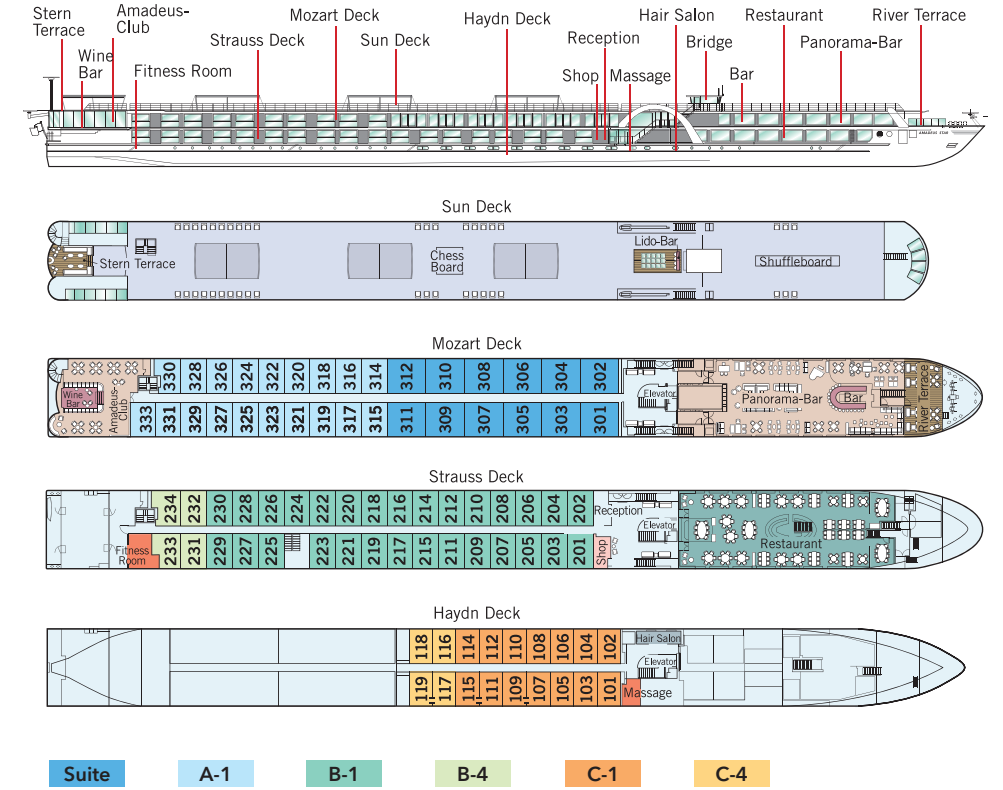 Stern
Terrace
Amadeus-
Club
Wine
Bar
Fitness Room
Strauss Deck
Mozart Deck
Sun Deck
Haydn Deck
Reception
Shop
Massage
Hair Salon
Bridge
Bar
Restaurant
Panorama-Bar
River Terrace
AMADEUS STAR
Sun Deck
Stern Terrace
Chess
Board
Lido-Bar
Shuffleboard
Mozart Deck
330 328 326 324 322 320 318 316 314 312 310 308 306 304 302
Wine
Bar
Amadeus-
Club
Elevator
Panorama-Bar
Bar
River Terrace
333 331 329 327 325 323 321 319 317 315 311 309 307 305 303 301
Strauss Deck
234 232 230 228 226 224 222 220 218 216 214 212 210 208 206 204 202
Reception
Elevator
Restaurant
Fitness
Room
233 231 229 227 225 223 221 219 217 215 211 209 207 205 203 201
Shop
Haydn Deck
118 116 114 112 110 108 106 104 102
Hair Salon
Elevator
119 117 115 111 109 107 105 103 101
Massage
Suite
A-1
B-1
B-4
C-1
C-4